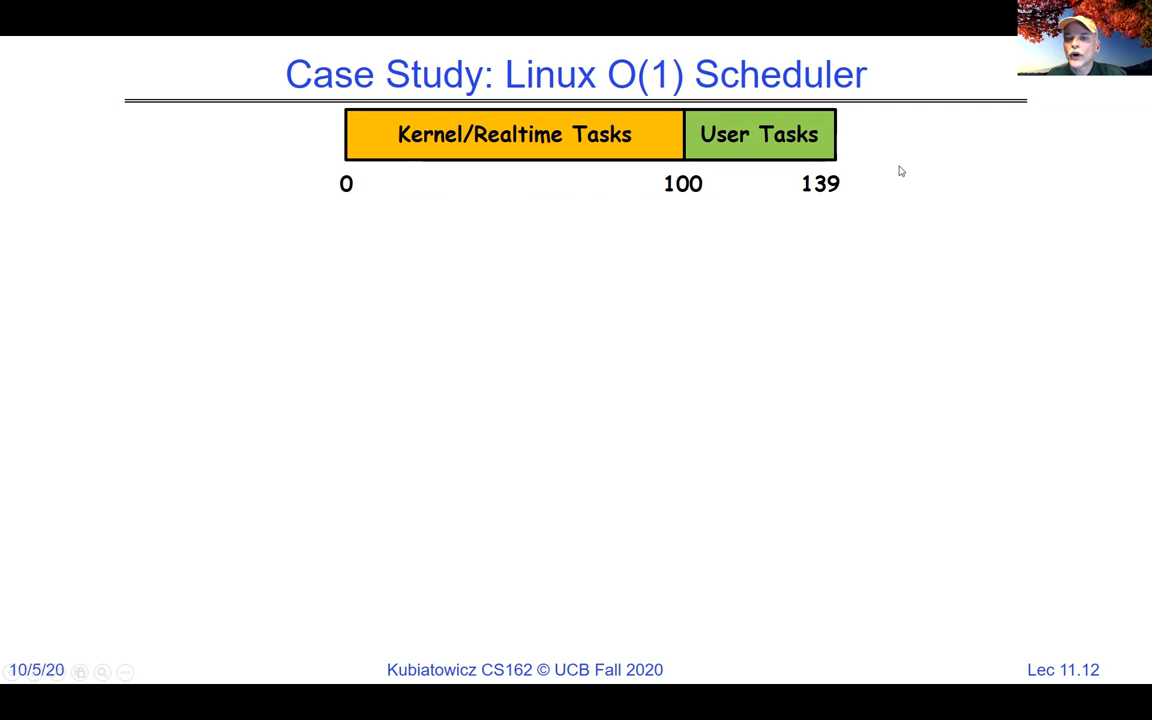 Case Study: Linux O(1) Scheduler
Kernel/Realtime Tasks User Tasks
0 100 139
10/5/20 Kubiatowicz CS162 © UCB Fall 2020 Lec 11.12